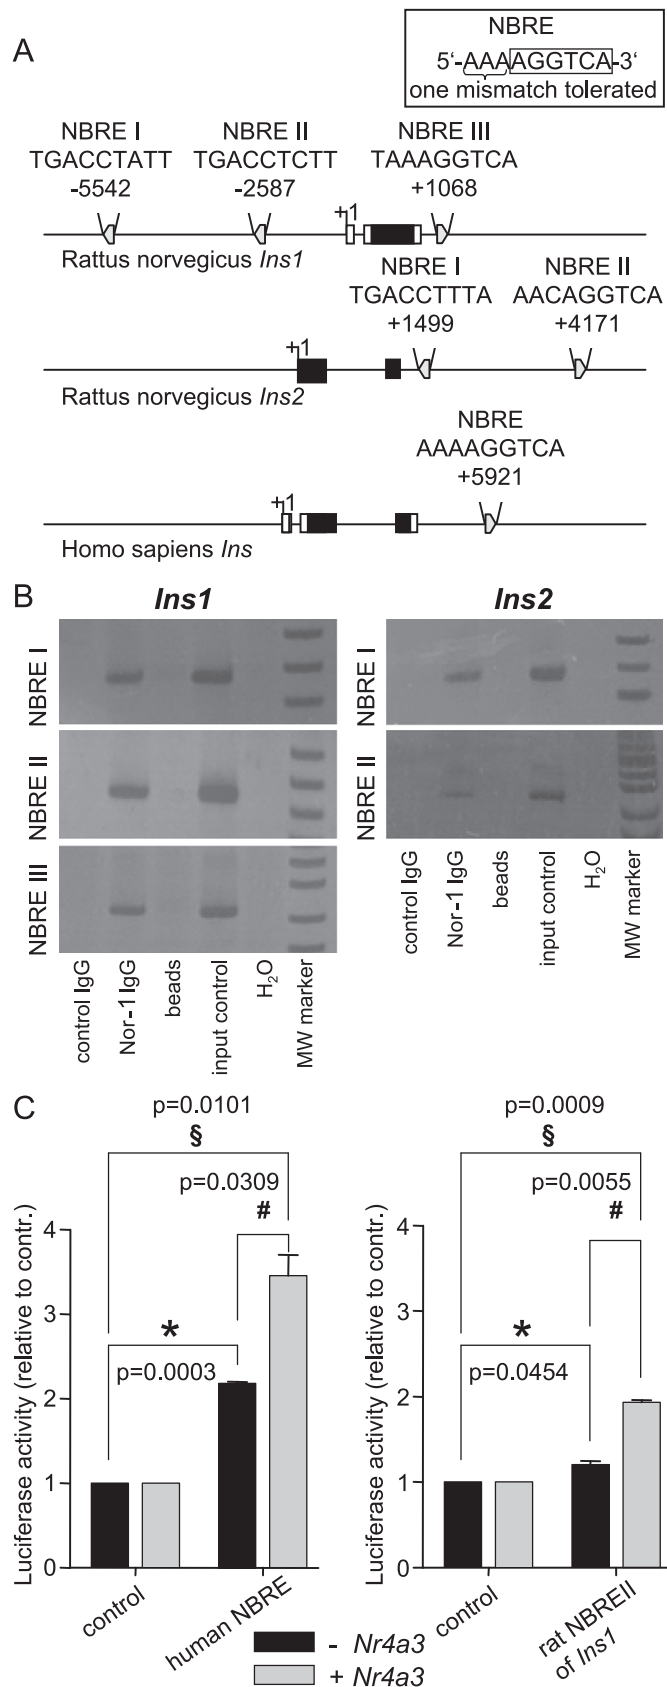 A
NBRE
5‘-AAAAGGTCA-3‘
one mismatch tolerated
NBRE I
TGACCTATT
-5542
NBRE II
TGACCTCTT
-2587
NBRE III
TAAAGGTCA
+1068
+1
Rattus norvegicus Ins1
NBRE I
TGACCTTTA
+1499
NBRE II
AACAGGTCA
+4171
+1
Rattus norvegicus Ins2
NBRE
AAAAGGTCA
+5921
+1
Homo sapiens Ins
B
Ins1
NBRE I
NBRE II
NBRE III
control IgG
Nor-1 IgG
beads
input control
H₂O
MW marker
Ins2
NBRE I
NBRE II
control IgG
Nor-1 IgG
beads
input control
H₂O
MW marker
C
p=0.0101
§
p=0.0309
#
*
p=0.0003
Luciferase activity (relative to contr.)
4
3
2
1
0
control
human NBRE
p=0.0009
§
p=0.0055
#
*
p=0.0454
Luciferase activity (relative to contr.)
4
3
2
1
0
control
rat NBREII
of Ins1
- Nr4a3
+ Nr4a3